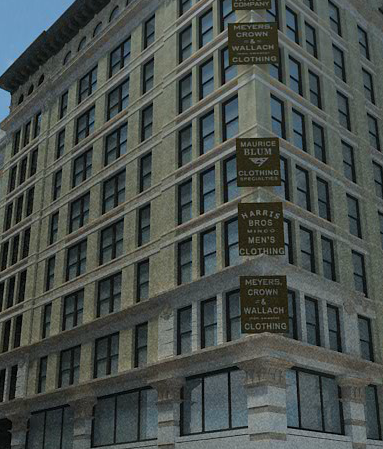 COMPANY
MEYERS,
CROWN
&
WALLACH
CLOTHING
MAURICE
BLUM
CLOTHING
SPECIALTIES
HARRIS
BROS
MEN'S
CLOTHING
MEYERS,
CROWN
&
WALLACH
CLOTHING